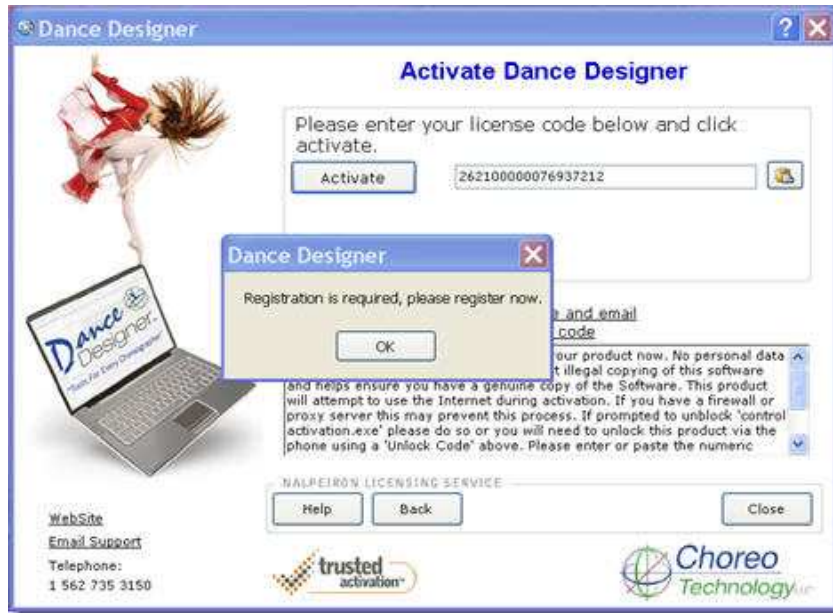 Dance Designer
Activate Dance Designer
Please enter your license code below and click
activate.
Activate
262100000076937212
Dance Designer
Registration is required, please register now.
OK
and email
code
our product now. No personal data
t illegal copying of this software
and helps ensure you have a genuine copy of the Software. This product
will attempt to use the Internet during activation. If you have a firewall or
proxy server this may prevent this process. If prompted to unblock 'control
activation.exe' please do so or you will need to unlock this product via the
phone using a 'Unlock Code' above. Please enter or paste the numeric
Dance
Designer
"Tools For Every Choreographer"
NALPEIRON LICENSING SERVICE
Help
Back
Close
WebSite
Email Support
Telephone:
1 562 735 3150
trusted
activation
Choreo
Technology